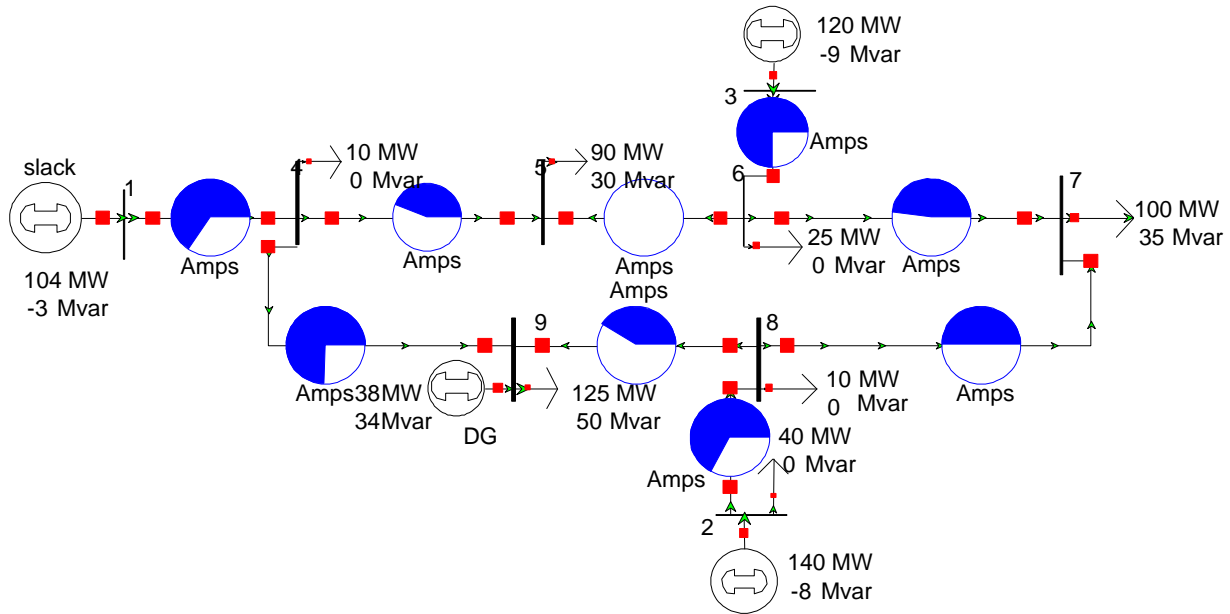 120 MW
-9 Mvar
3
Amps
slack
1
4
10 MW
0 Mvar
5
90 MW
30 Mvar
6
7
100 MW
35 Mvar
Amps
Amps
Amps
25 MW
0 Mvar
Amps
104 MW
-3 Mvar
Amps
9
8
Amps
38MW
34Mvar
DG
125 MW
50 Mvar
10 MW
0 Mvar
Amps
40 MW
0 Mvar
Amps
2
140 MW
-8 Mvar